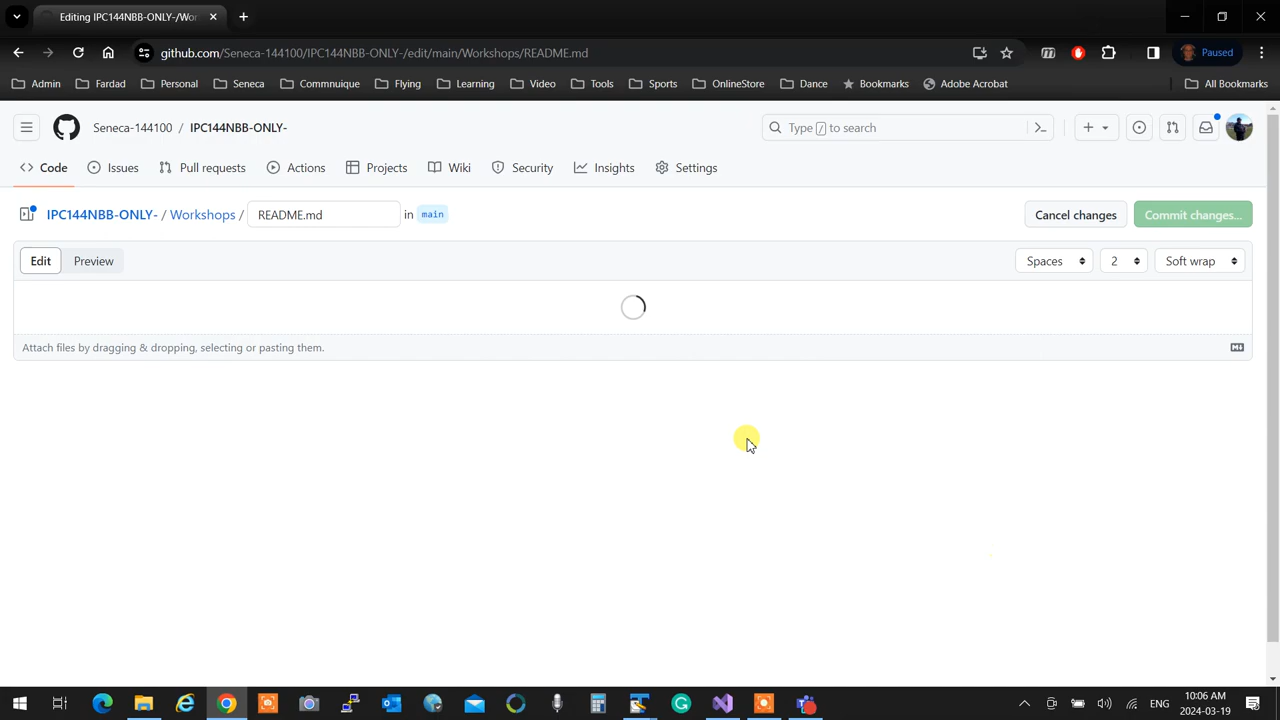 Editing IPC144NBB-ONLY-/Wor
github.com/Seneca-144100/IPC144NBB-ONLY-/edit/main/Workshops/README.md
Paused
Admin Fardad Personal Seneca Commnuique Flying Learning Video Tools Sports OnlineStore Dance Bookmarks Adobe Acrobat All Bookmarks
Seneca-144100 / IPC144NBB-ONLY-
Type / to search
Code Issues Pull requests Actions Projects Wiki Security Insights Settings
IPC144NBB-ONLY- / Workshops / README.md in main
Cancel changes Commit changes...
Edit Preview Spaces 2 Soft wrap
Attach files by dragging & dropping, selecting or pasting them.
ENG
10:06 AM
2024-03-19